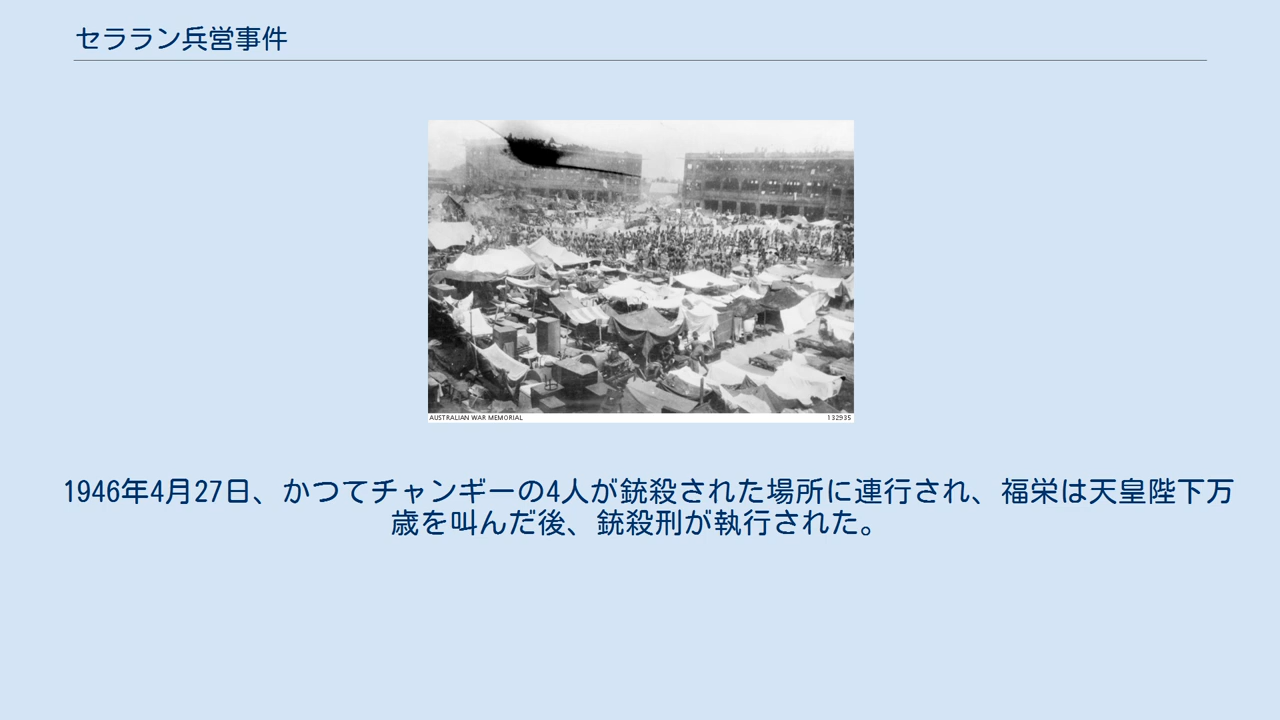 セララン兵営事件
AUSTRALIAN WAR MEMORIAL
132935
1946年4月27日、かつてチャンギーの4人が銃殺された場所に連行され、福栄は天皇陛下万
歳を叫んだ後、銃殺刑が執行された。